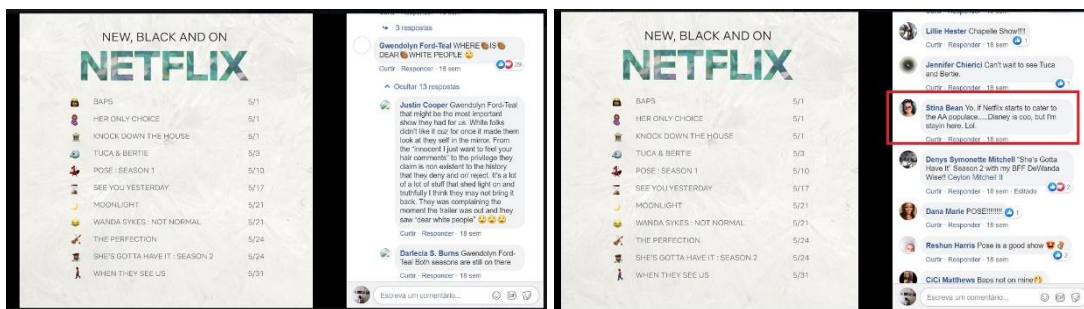 NEW, BLACK AND ON
NETFLIX
BAPS 5/1
HER ONLY CHOICE 5/1
KNOCK DOWN THE HOUSE 5/1
TUCA & BERTIE 5/3
POSE : SEASON 1 5/10
SEE YOU YESTERDAY 5/17
MOONLIGHT 5/21
WANDA SYKES : NOT NORMAL 5/21
THE PERFECTION 5/24
SHE'S GOTTA HAVE IT : SEASON 2 5/24
WHEN THEY SEE US 5/31
3 respostas
Gwendolyn Ford-Teal WHERE IS
DEAR WHITE PEOPLE
29
Curtir · Responder · 18 sem
Ocultar 13 respostas
Justin Cooper Gwendolyn Ford-Teal
that might be the most important
show they had for us. White folks
didn't like it cuz for once it made them
look at they self in the mirror. From
the "innocent I just want to feel your
hair comments" to the privilege they
claim is non existent to the history
that they deny and or/ reject. It's a lot
of a lot of stuff that shed light on and
truthfully I think they may not bring it
back. They was complaining the
moment the trailer was out and they
saw "dear white people"
Curtir · Responder · 18 sem
Darlecia S. Burns Gwendolyn Ford-
Teal Both seasons are still on there
Curtir · Responder · 18 sem
Escreva um comentário...
NEW, BLACK AND ON
NETFLIX
BAPS 5/1
HER ONLY CHOICE 5/1
KNOCK DOWN THE HOUSE 5/1
TUCA & BERTIE 5/3
POSE : SEASON 1 5/10
SEE YOU YESTERDAY 5/17
MOONLIGHT 5/21
WANDA SYKES : NOT NORMAL 5/21
THE PERFECTION 5/24
SHE'S GOTTA HAVE IT : SEASON 2 5/24
WHEN THEY SEE US 5/31
Lillie Hester Chapelle Show!!!!
1
Curtir · Responder · 18 sem
Jennifer Chierici Can't wait to see Tuca
and Bertie.
1
Curtir · Responder · 18 sem
Stina Bean Yo, if Netflix starts to cater to
the AA populace.....Disney is coo, but I'm
stayin here. Lol.
Curtir · Responder · 18 sem
Denys Symonette Mitchell "She's Gotta
Have It" Season 2 with my BFF DeWanda
Wise!! Ceylon Mitchell II
2
Curtir · Responder · 18 sem · Editado
Dana Marie POSE!!!!!!!!
1
Curtir · Responder · 18 sem
Reshun Harris Pose is a good show
2
Curtir · Responder · 18 sem
CiCi Matthews Baps not on mine
Escreva um comentário...